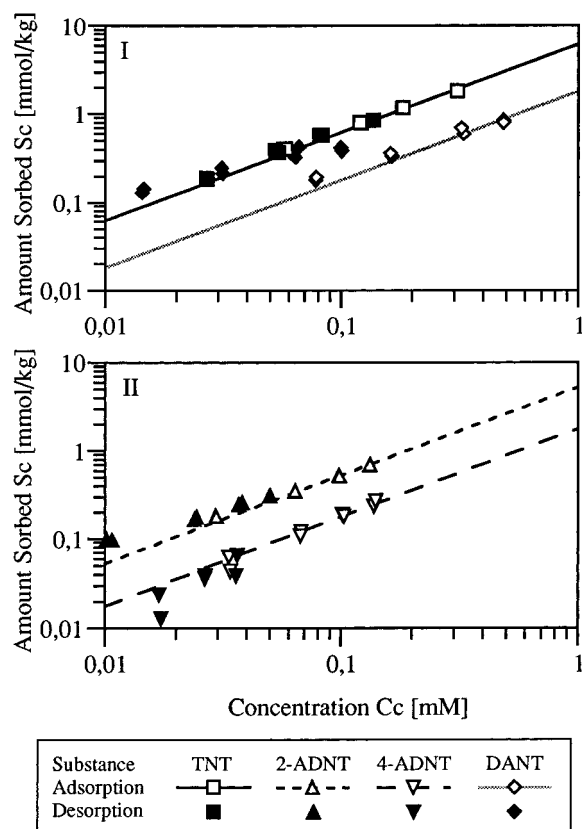 I
Amount Sorbed Sc [mmol/kg]
10
1
0,1
0,01
0,01 0,1 1
II
Amount Sorbed Sc [mmol/kg]
10
1
0,1
0,01
0,01 0,1 1
Concentration Cc [mM]
Substance TNT 2-ADNT 4-ADNT DANT
Adsorption
Desorption